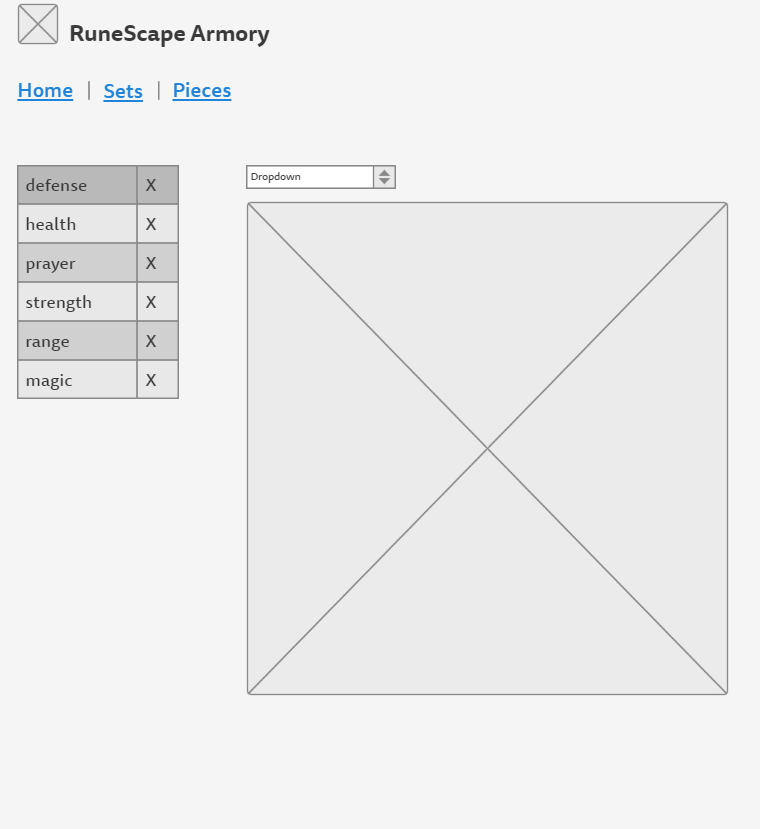 RuneScape Armory
Home | Sets | Pieces
Dropdown
defense X
health X
prayer X
strength X
range X
magic X